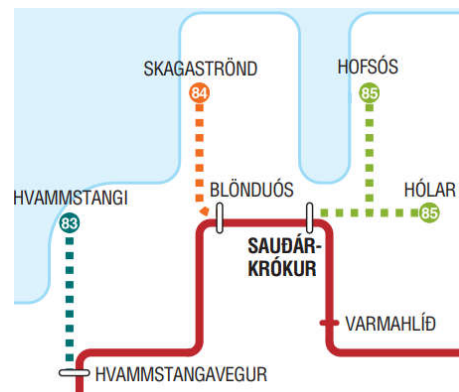 SKAGASTRÖND
HOFSÓS
84
85
HVAMMSTANGI
BLÖNDUÓS
HÓLAR
83
85
SAUÐÁR-
KRÓKUR
VARMAHLÍÐ
HVAMMSTANGAVEGUR